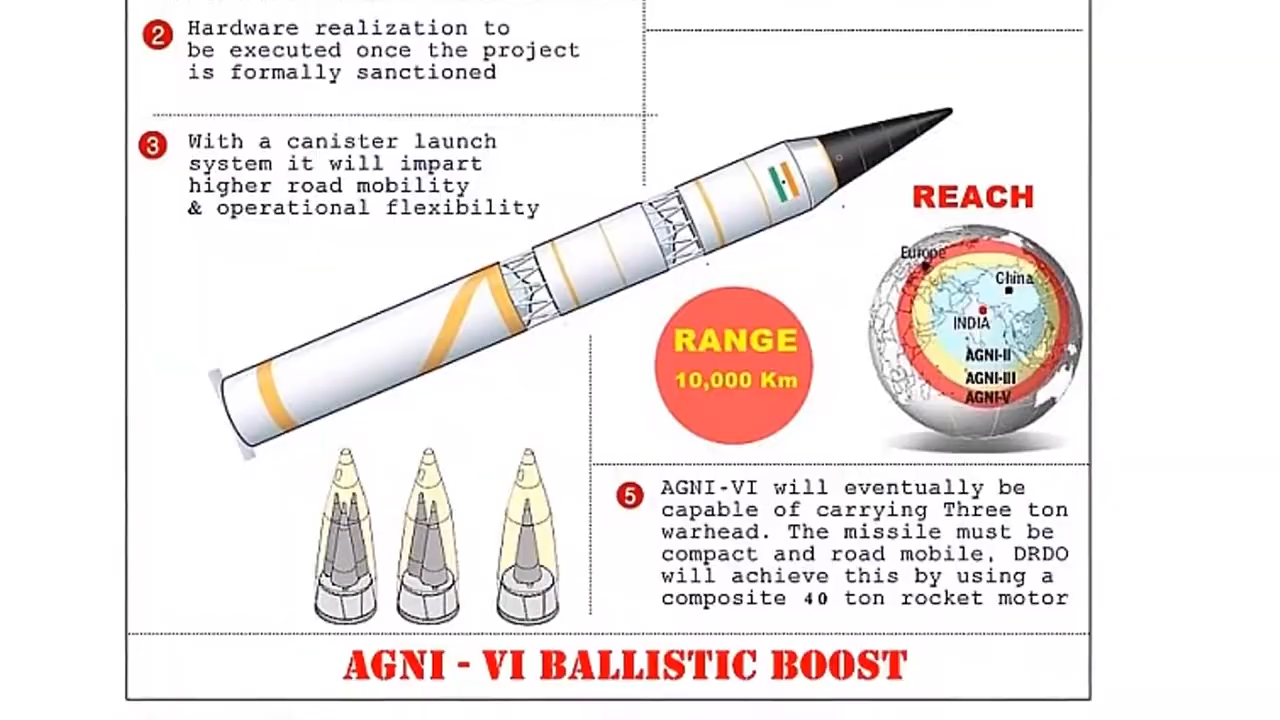 2 Hardware realization to
be executed once the project
is formally sanctioned
3 With a canister launch
system it will impart
higher road mobility
& operational flexibility
REACH
Europe
China
INDIA
AGNI-II
AGNI-III
AGNI-V
RANGE
10,000 Km
5 AGNI-VI will eventually be
capable of carrying Three ton
warhead. The missile must be
compact and road mobile, DRDO
will achieve this by using a
composite 40 ton rocket motor
AGNI - VI BALLISTIC BOOST